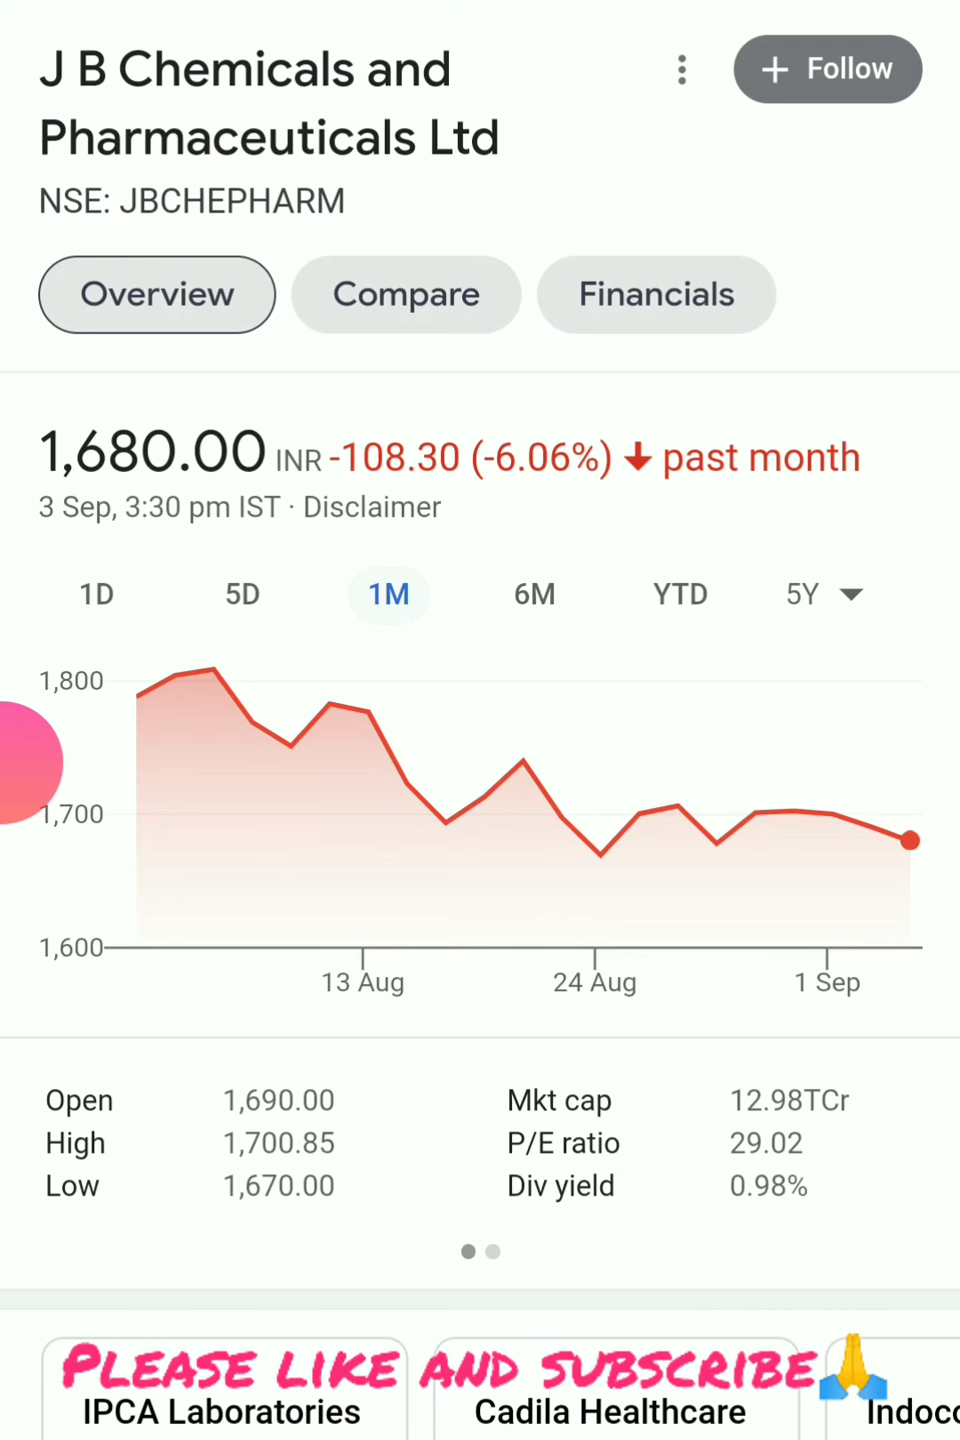 J B Chemicals and
Pharmaceuticals Ltd
Follow
NSE: JBCHEPHARM
Overview Compare Financials
1,680.00 INR -108.30 (-6.06%) ↓ past month
3 Sep, 3:30 pm IST · Disclaimer
1D 5D 1M 6M YTD 5Y
1,800
1,700
1,600
13 Aug 24 Aug 1 Sep
Open 1,690.00 Mkt cap 12.98TCr
High 1,700.85 P/E ratio 29.02
Low 1,670.00 Div yield 0.98%
PLEASE LIKE AND SUBSCRIBE🙏
IPCA Laboratories Cadila Healthcare